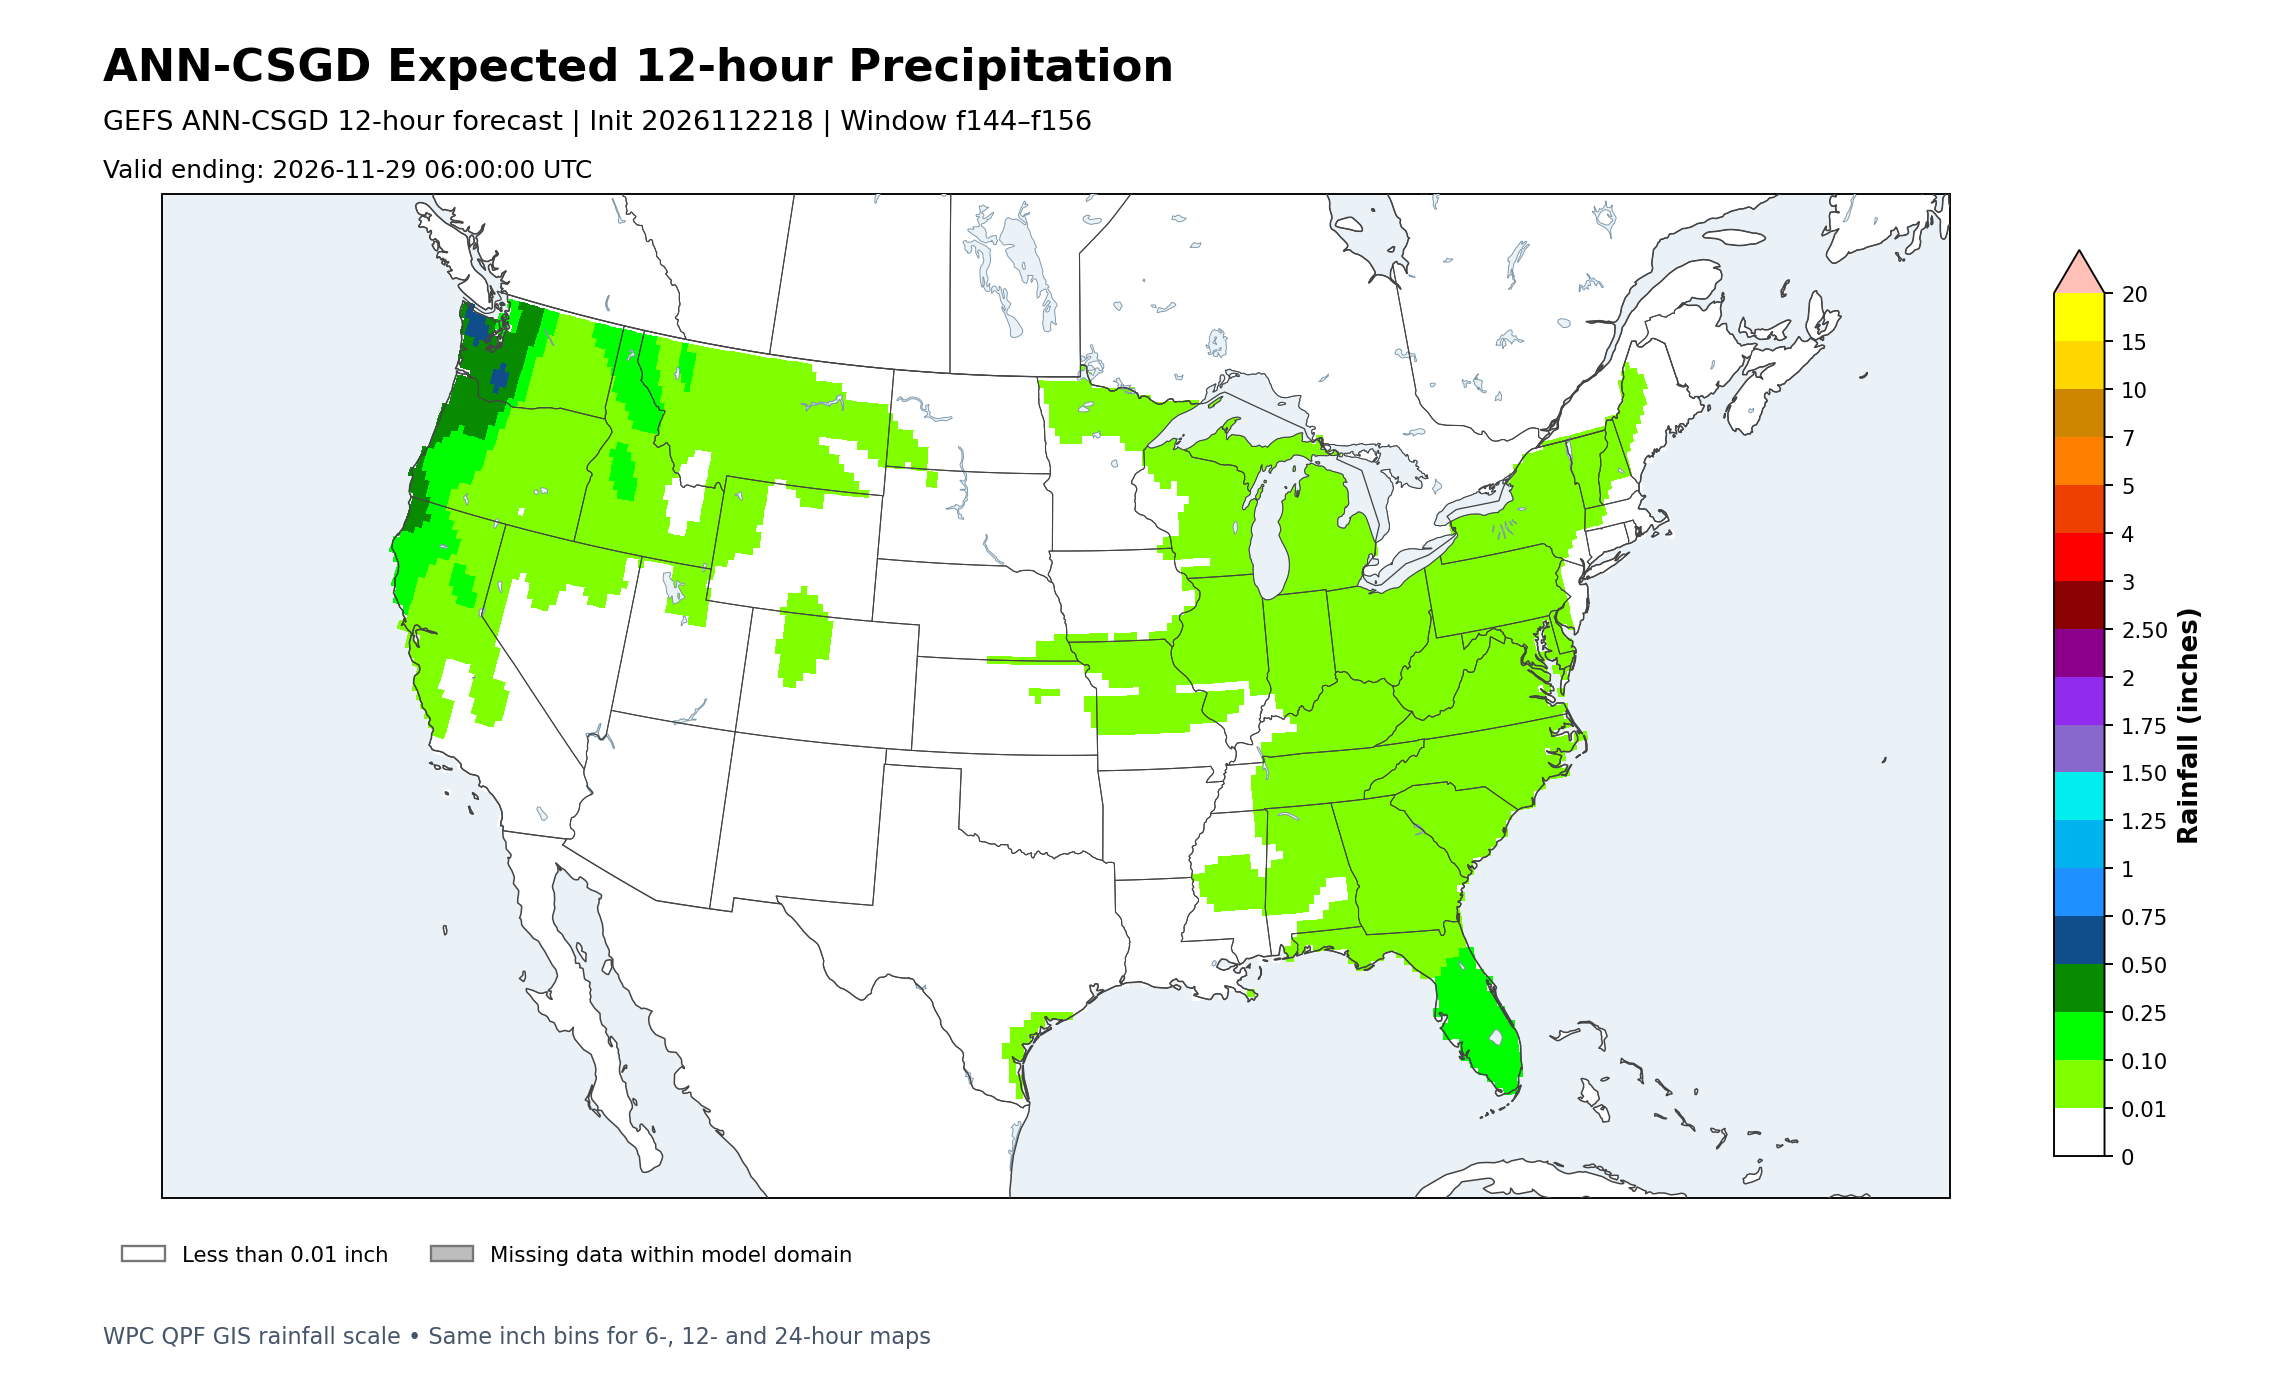 ANN-CSGD Expected 12-hour Precipitation
GEFS ANN-CSGD 12-hour forecast | Init 2026112218 | Window f144–f156
Valid ending: 2026-11-29 06:00:00 UTC
20
15
10
7
5
4
3
2.50
2
1.75
1.50
1.25
1
0.75
0.50
0.25
0.10
0.01
0
Rainfall (inches)
Less than 0.01 inch
Missing data within model domain
WPC QPF GIS rainfall scale • Same inch bins for 6-, 12- and 24-hour maps